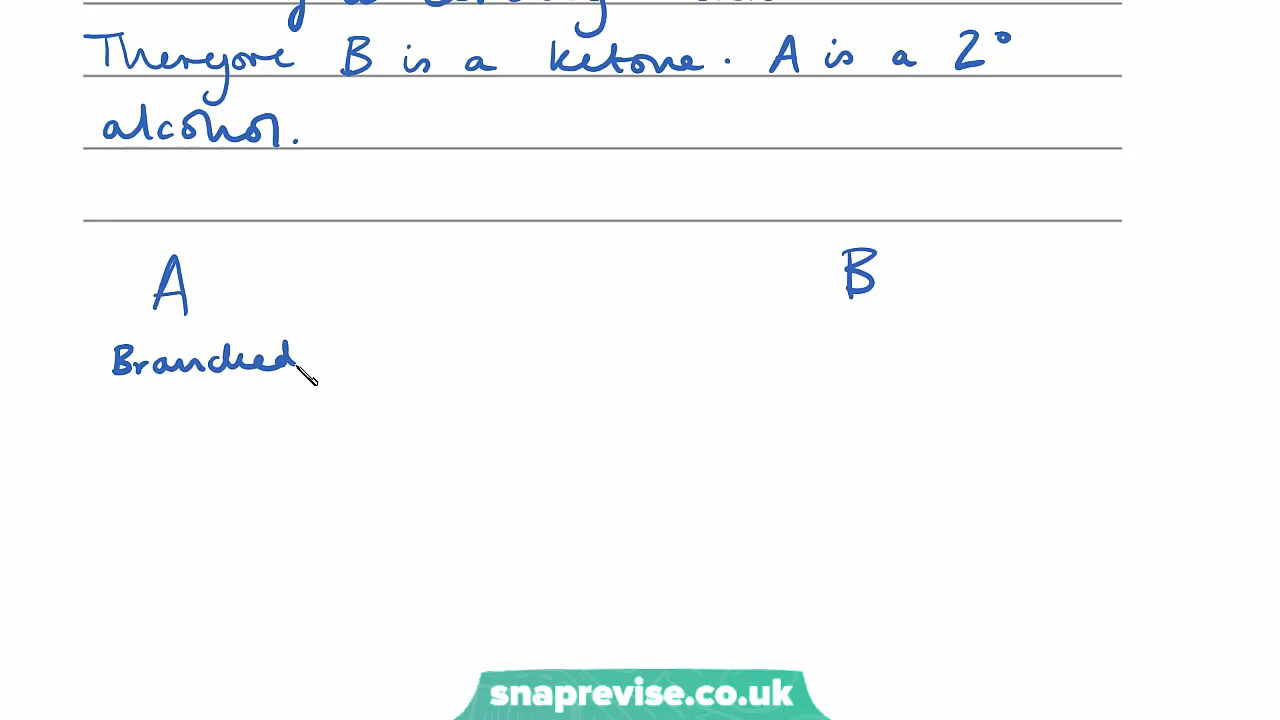 Therefore B is a ketone. A is a 2°
alcohol.
A
B
Branched
snaprevise.co.uk